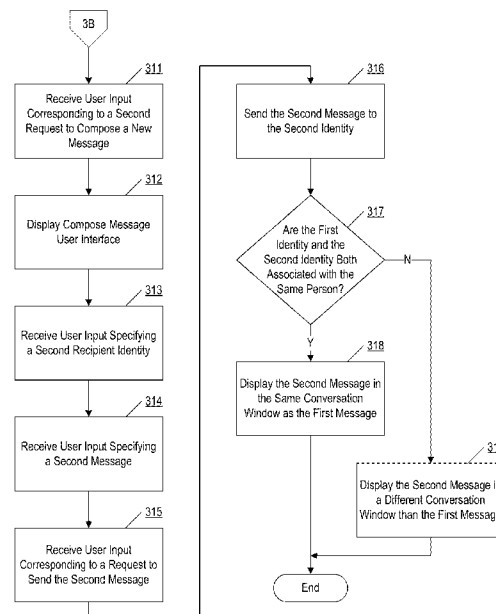 3B
311
Receive User Input
Corresponding to a Second
Request to Compose a New
Message
312
Display Compose Message
User Interface
313
Receive User Input Specifying
a Second Recipient Identity
314
Receive User Input Specifying
a Second Message
315
Receive User Input
Corresponding to a Request to
Send the Second Message
316
Send the Second Message to
the Second Identity
317
Are the First
Identity and the
Second Identity Both
Associated with the
Same Person?
N
Y
318
Display the Second Message in
the Same Conversation
Window as the First Message
Display the Second Message
a Different Conversation
Window than the First
End